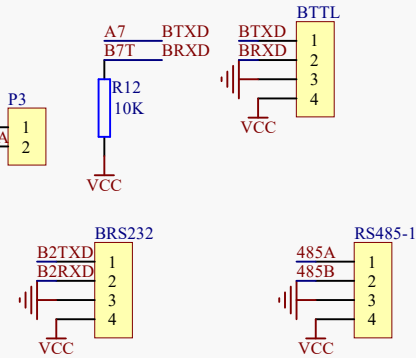 BTTL
A7 BTXD BTXD 1
B7T BRXD BRXD 2
3
4
R12
10K
P3
1
A 2
VCC
VCC
BRS232
RS485-1
B2TXD 1
B2RXD 2
3
4
VCC
485A 1
485B 2
3
4
VCC